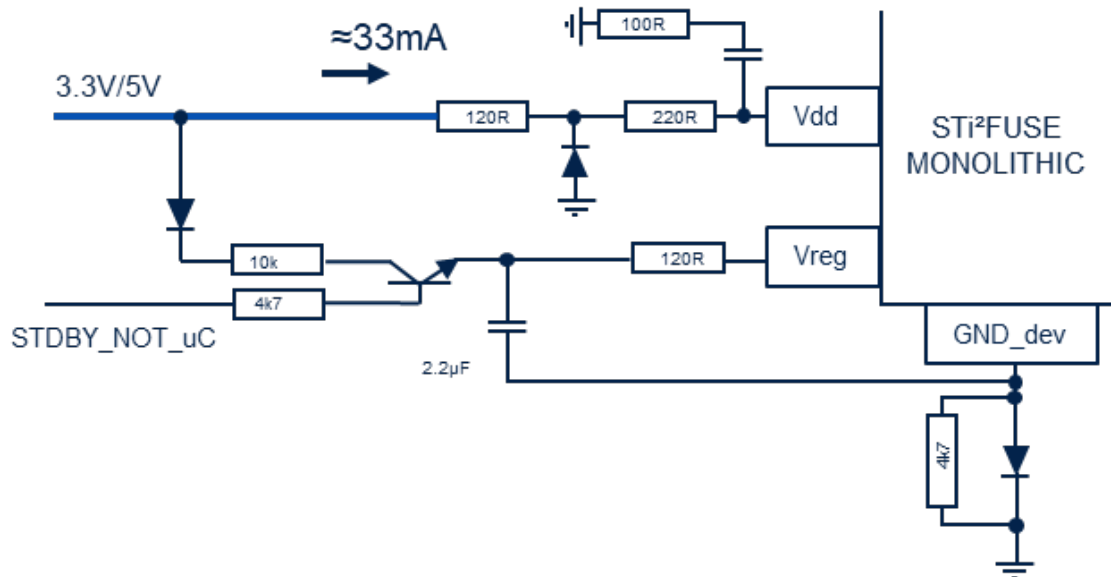 100R
≈33mA
3.3V/5V
120R
220R
Vdd
STi²FUSE
MONOLITHIC
10k
120R
Vreg
4k7
STDBY_NOT_uC
GND_dev
2.2µF
4k7